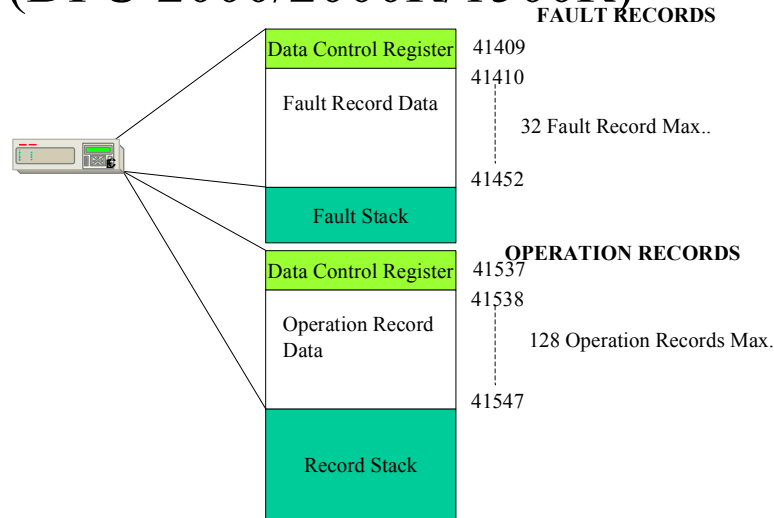 FAULT RECORDS
Data Control Register 41409
41410
Fault Record Data
32 Fault Record Max..
41452
Fault Stack
OPERATION RECORDS
Data Control Register 41537
41538
Operation Record
Data
128 Operation Records Max.
41547
Record Stack